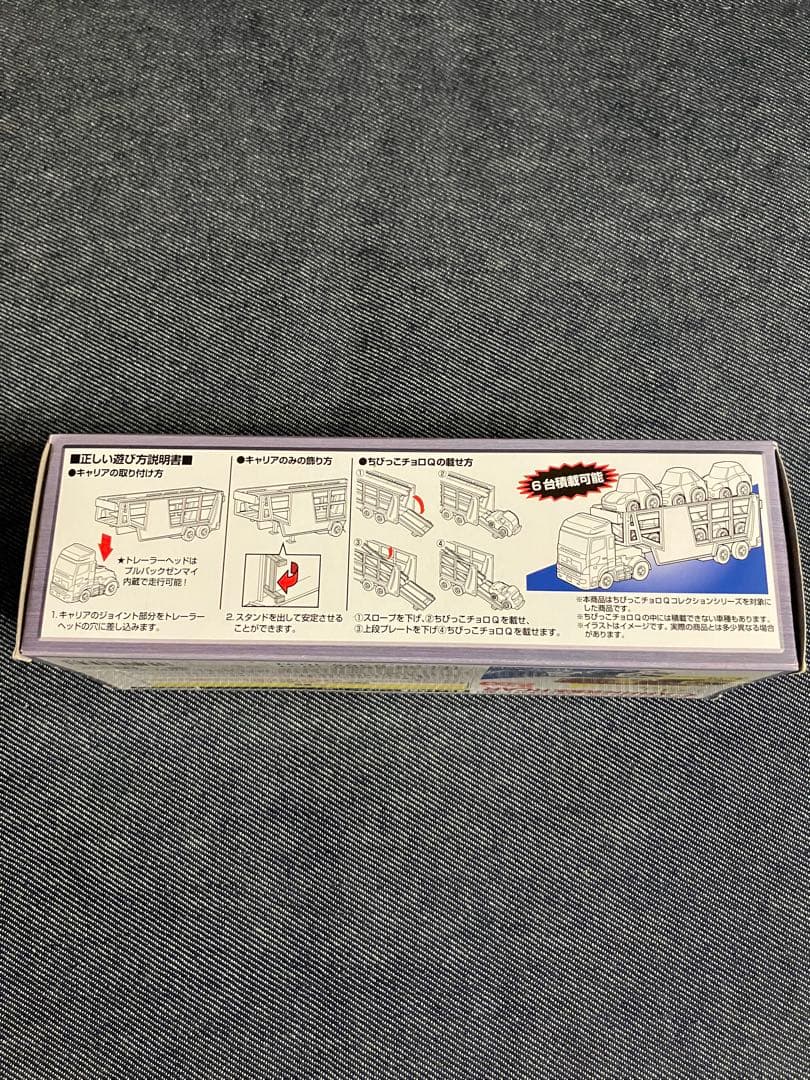 ■正しい遊び方説明書■
●キャリアの取り付け方
★トレーラーヘッドは
プルバックゼンマイ
内蔵で走行可能！
1.キャリアのジョイント部分をトレーラー
ヘッドの穴に差し込みます。
●キャリアのみの飾り方
2.スタンドを出して安定させる
ことができます。
●ちびっこチョロQの載せ方
①
②
③
④
①スロープを下げ、②ちびっこチョロQを載せ、
③上段プレートを下げ④ちびっこチョロQを載せます。
6台積載可能
※本商品はちびっこチョロQコレクションシリーズを対象に
した商品です。
※ちびっこチョロQの中には積載できない車種もあります。
※イラストはイメージです。実際の商品とは多少異なる場合
があります。